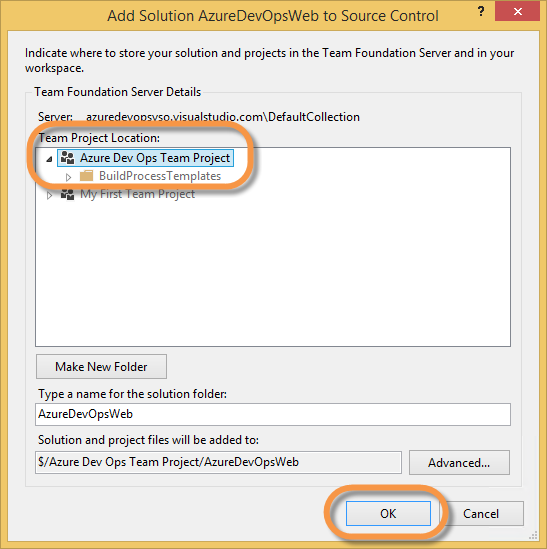 Add Solution AzureDevOpsWeb to Source Control
?
Indicate where to store your solution and projects in the Team Foundation Server and in your
workspace.
Team Foundation Server Details
Server: azuredevopsvso.visualstudio.com\DefaultCollection
Team Project Location:
Azure Dev Ops Team Project
BuildProcessTemplates
My First Team Project
Make New Folder
Type a name for the solution folder:
AzureDevOpsWeb
Solution and project files will be added to:
$/Azure Dev Ops Team Project/AzureDevOpsWeb
Advanced...
OK
Cancel